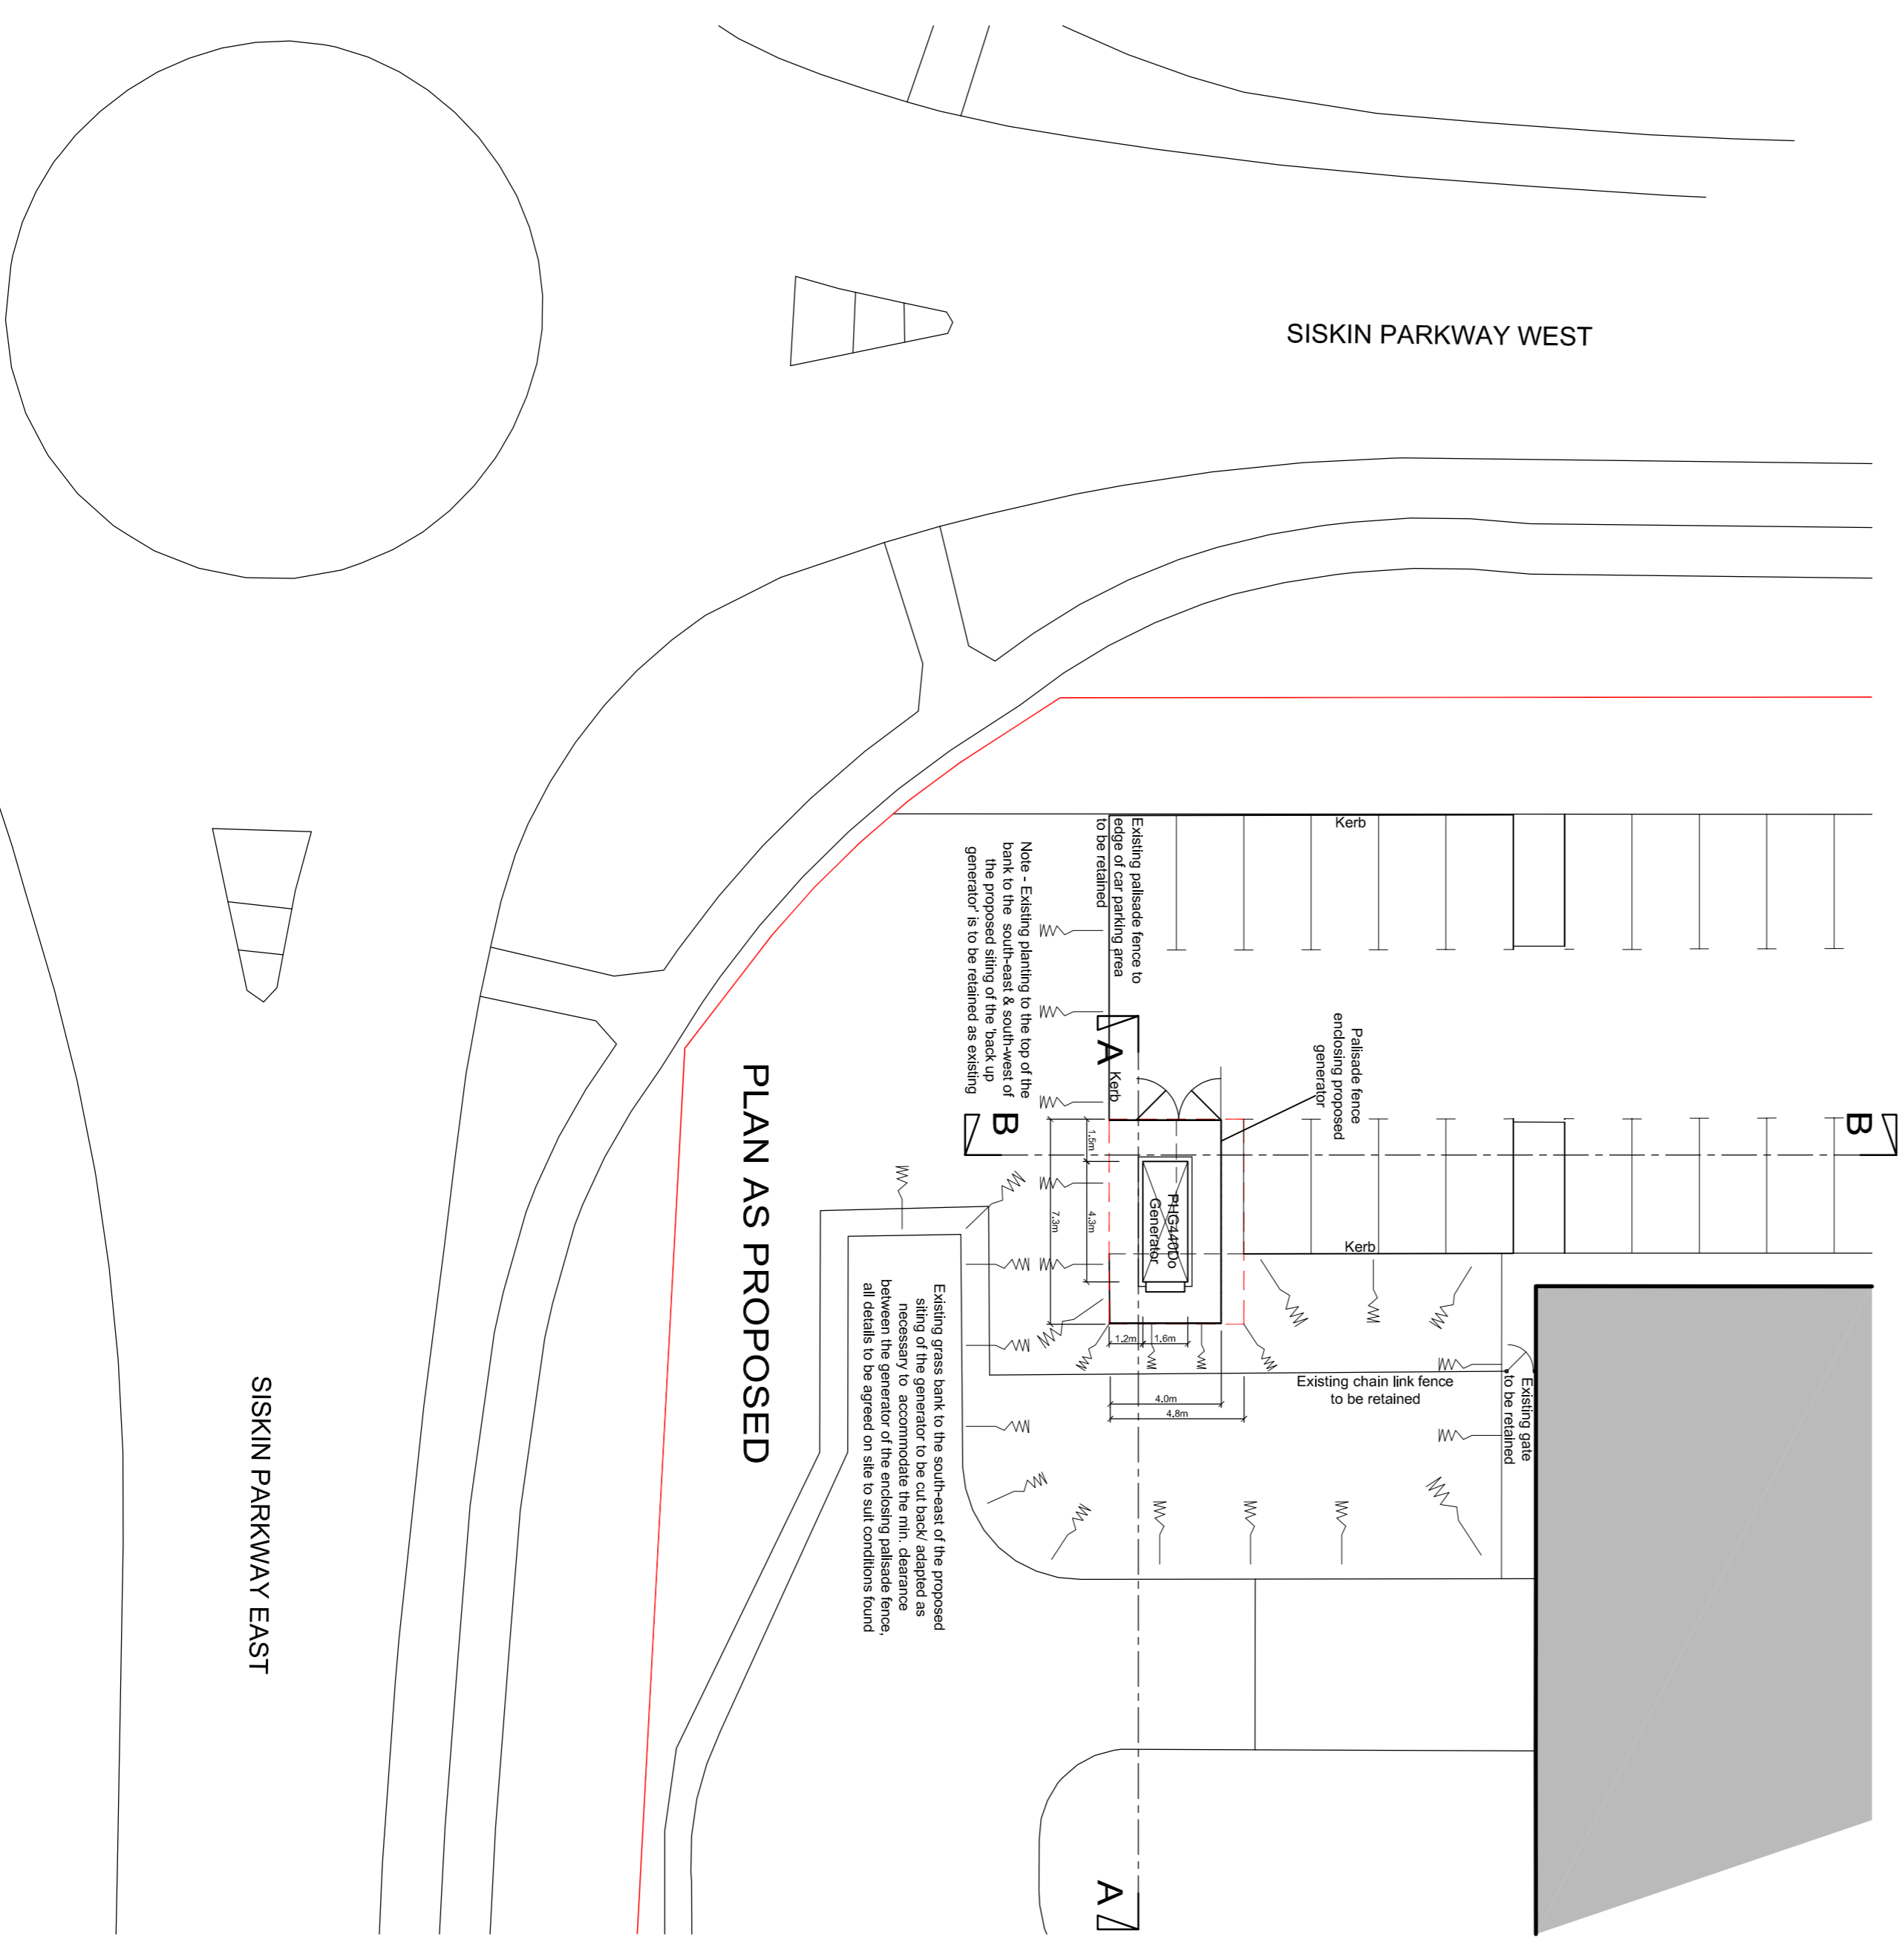 SISKIN PARKWAY WEST
Kerb
Existing palisade fence to
edge of car parking area
to be retained
Note - Existing planting to the top of the
bank to the south-east & south-west of
the proposed siting of the 'back up
generator' is to be retained as existing
Palisade fence
enclosing proposed
generator
A
Kerb
B
B
1.5m
4.3m
7.3m
PHG440Do
Generator
Kerb
1.2m
1.6m
4.0m
4.8m
Existing chain link fence
to be retained
Existing gate
to be retained
PLAN AS PROPOSED
Existing grass bank to the south-east of the proposed
siting of the generator to be cut back/ adapted as
necessary to accommodate the min. clearance
between the generator of the enclosing palisade fence,
all details to be agreed on site to suit conditions found
SISKIN PARKWAY EAST
A